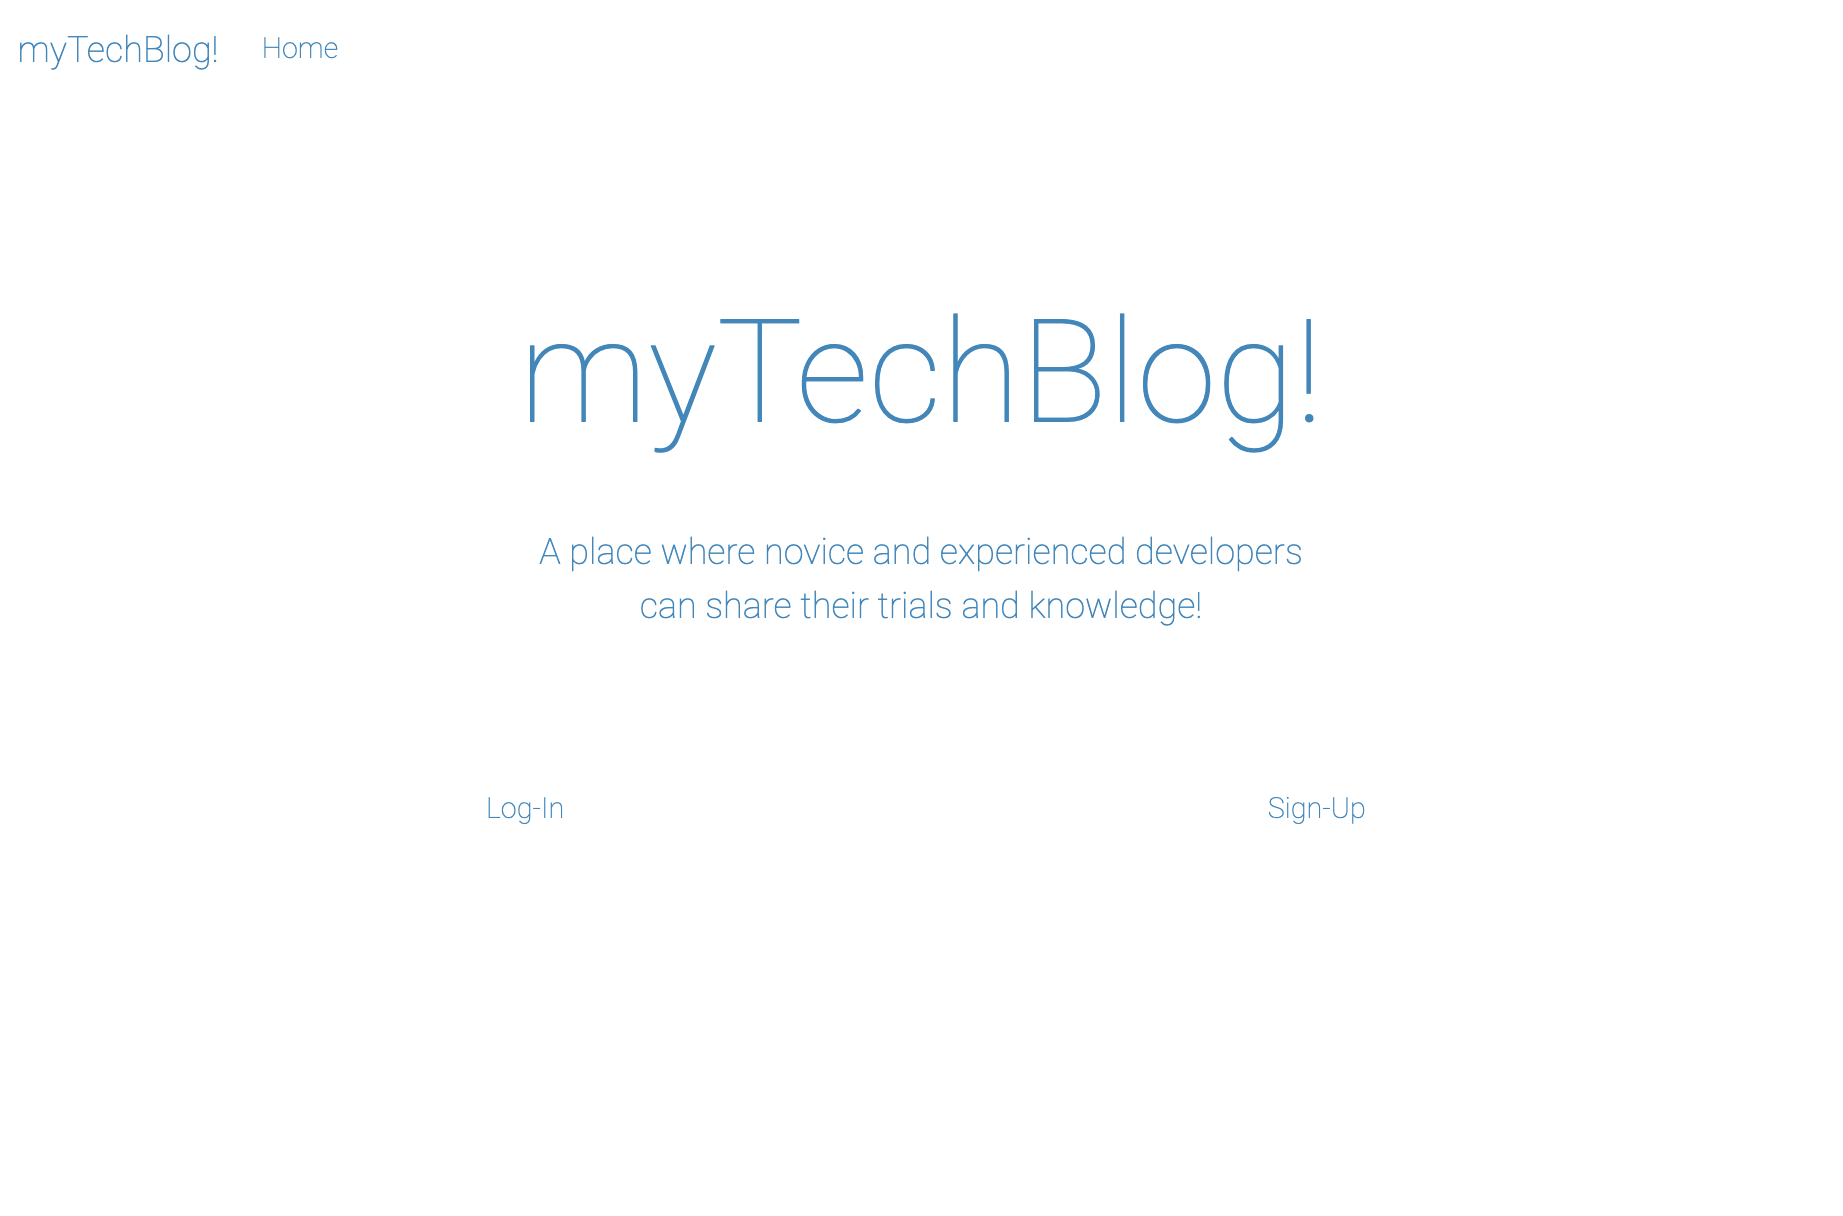 myTechBlog! Home
myTechBlog!
A place where novice and experienced developers
can share their trials and knowledge!
Log-In Sign-Up